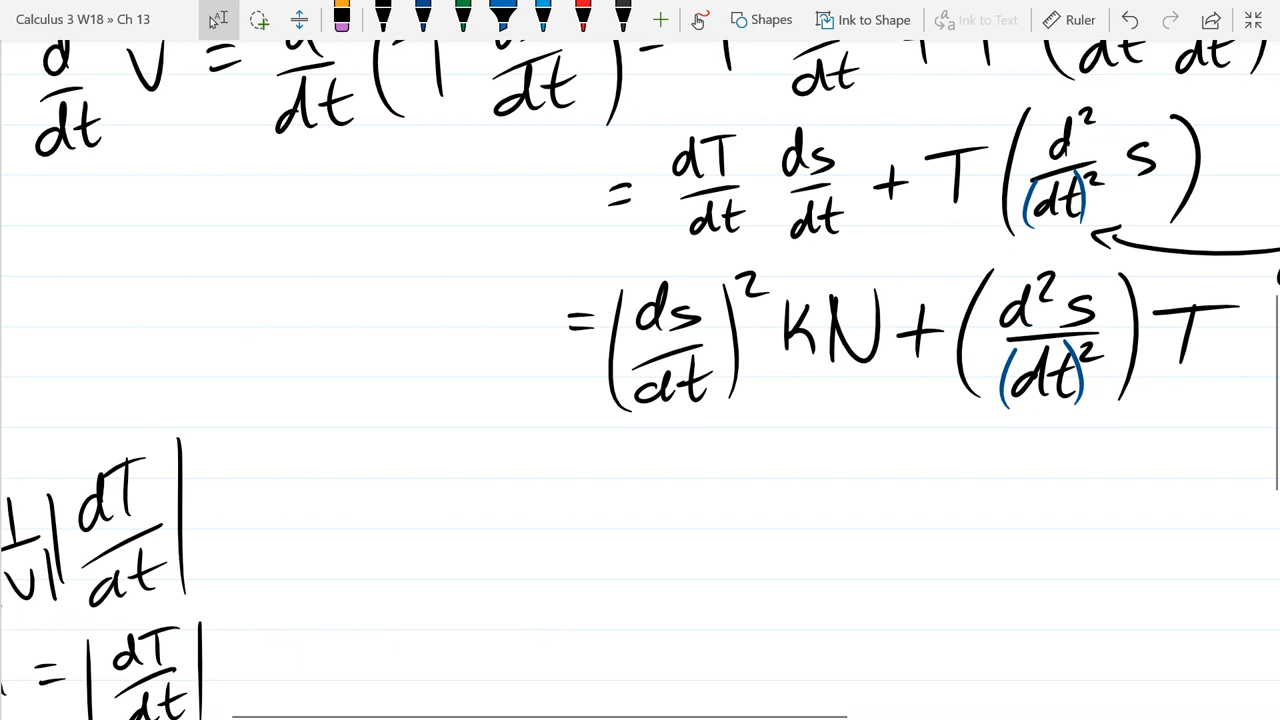 Calculus 3 W18 » Ch 13
Shapes Ink to Shape Ink to Text Ruler
d/dt v = d/dt (T
= dT/dt ds/dt + T (d²/(dt)² s)
= (ds/dt)² KN + (d²s/(dt)²) T
1/|v| |dT/dt|
= |dT/dt|